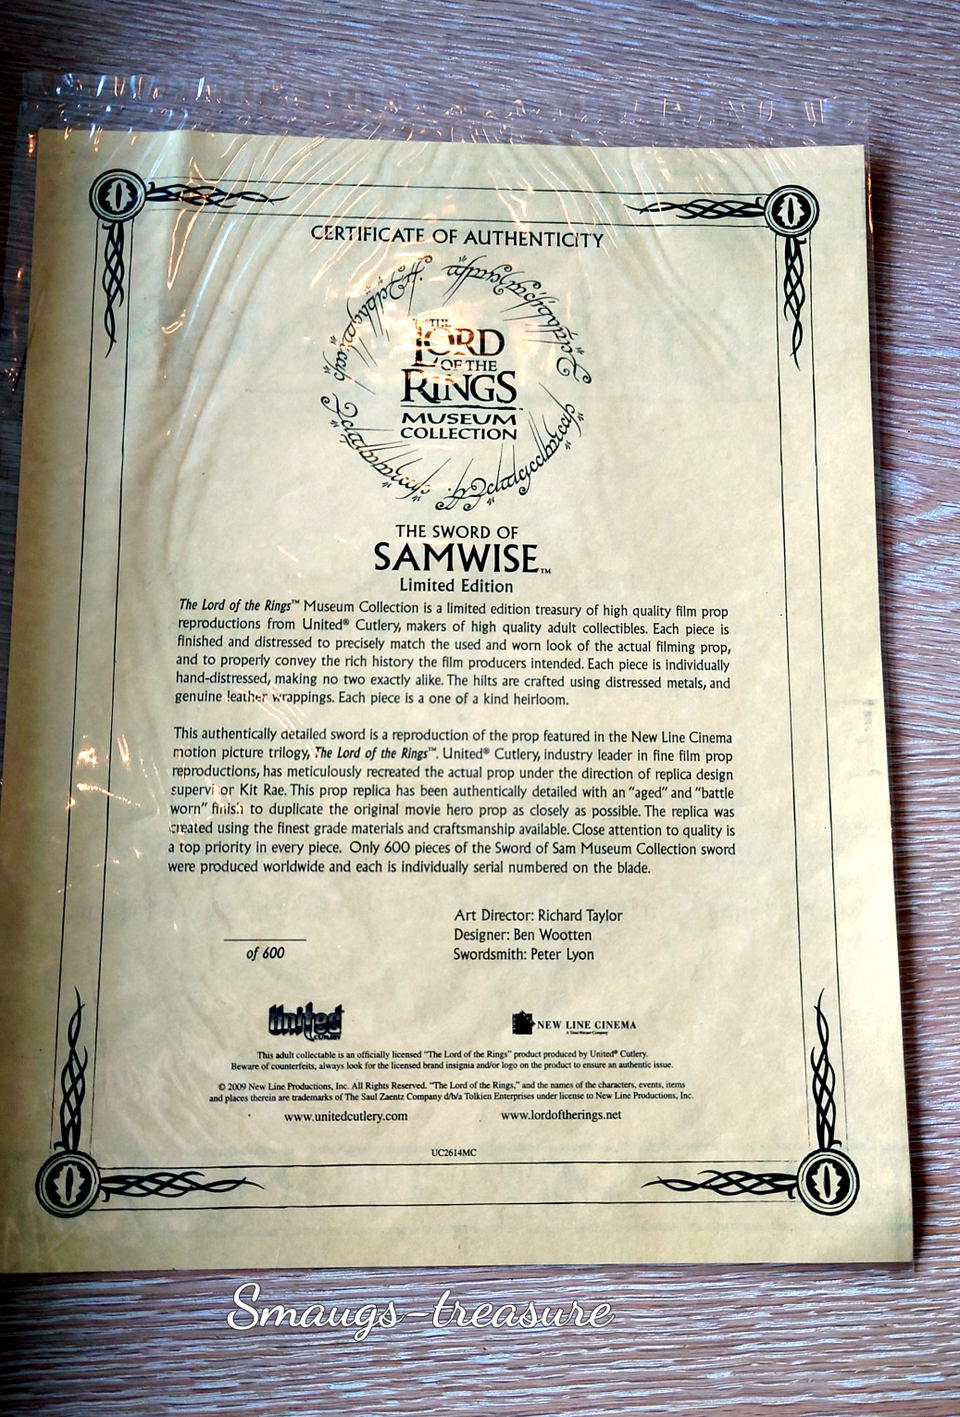 CERTIFICATE OF AUTHENTICITY
THE
LORD
OF THE
RINGS
MUSEUM
COLLECTION
THE SWORD OF
SAMWISE™
Limited Edition
The Lord of the Rings™ Museum Collection is a limited edition treasury of high quality film prop
reproductions from United® Cutlery, makers of high quality adult collectibles. Each piece is
finished and distressed to precisely match the used and worn look of the actual filming prop,
and to properly convey the rich history the film producers intended. Each piece is individually
hand-distressed, making no two exactly alike. The hilts are crafted using distressed metals, and
genuine leather wrappings. Each piece is a one of a kind heirloom.
This authentically detailed sword is a reproduction of the prop featured in the New Line Cinema
motion picture trilogy, The Lord of the Rings™. United® Cutlery, industry leader in fine film prop
reproductions, has meticulously recreated the actual prop under the direction of replica design
supervisor Kit Rae. This prop replica has been authentically detailed with an "aged" and "battle
worn" finish to duplicate the original movie hero prop as closely as possible. The replica was
created using the finest grade materials and craftsmanship available. Close attention to quality is
a top priority in every piece. Only 600 pieces of the Sword of Sam Museum Collection sword
were produced worldwide and each is individually serial numbered on the blade.
Art Director: Richard Taylor
Designer: Ben Wootten
Swordsmith: Peter Lyon
of 600
United
CUTLERY
NEW LINE CINEMA
A Time Warner Company
This adult collectable is an officially licensed "The Lord of the Rings" product produced by United® Cutlery.
Beware of counterfeits, always look for the licensed brand insignia and/or logo on the product to ensure an authentic issue.
© 2009 New Line Productions, Inc. All Rights Reserved. "The Lord of the Rings," and the names of the characters, events, items
and places therein are trademarks of The Saul Zaentz Company d/b/a Tolkien Enterprises under license to New Line Productions, Inc.
www.unitedcutlery.com www.lordoftherings.net
UC2614MC
Smaugs-treasure